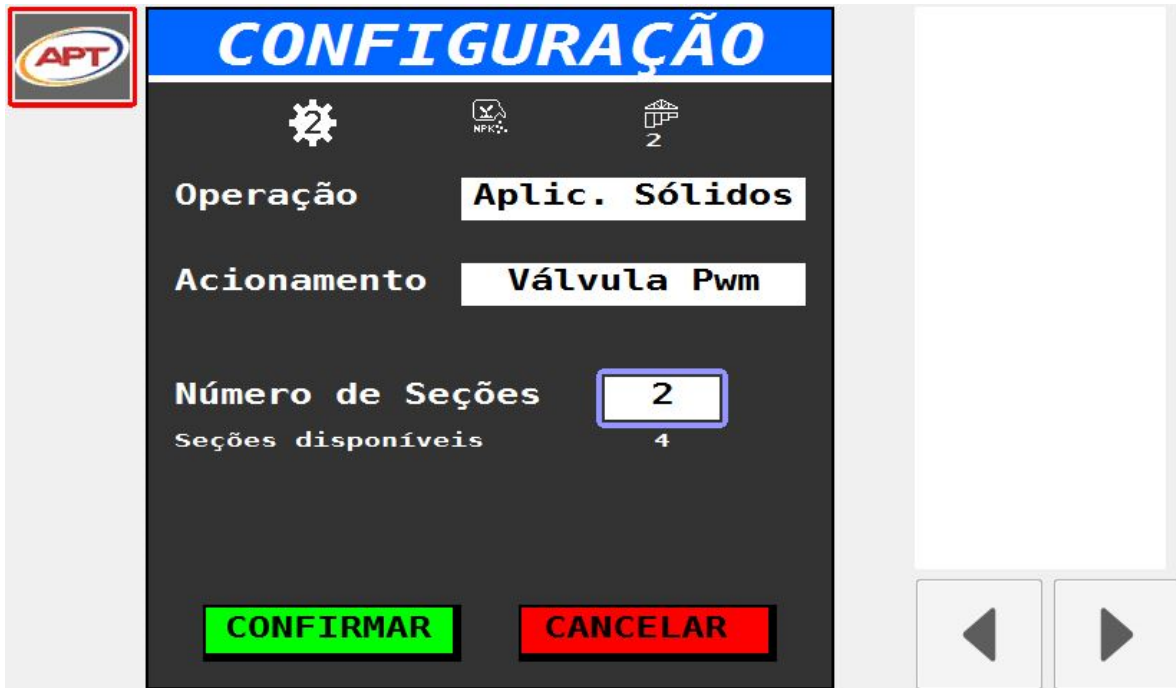 APT
CONFIGURAÇÃO
2
NPK
2
Operação Aplic. Sólidos
Acionamento Válvula Pwm
Número de Seções 2
Seções disponíveis 4
CONFIRMAR CANCELAR